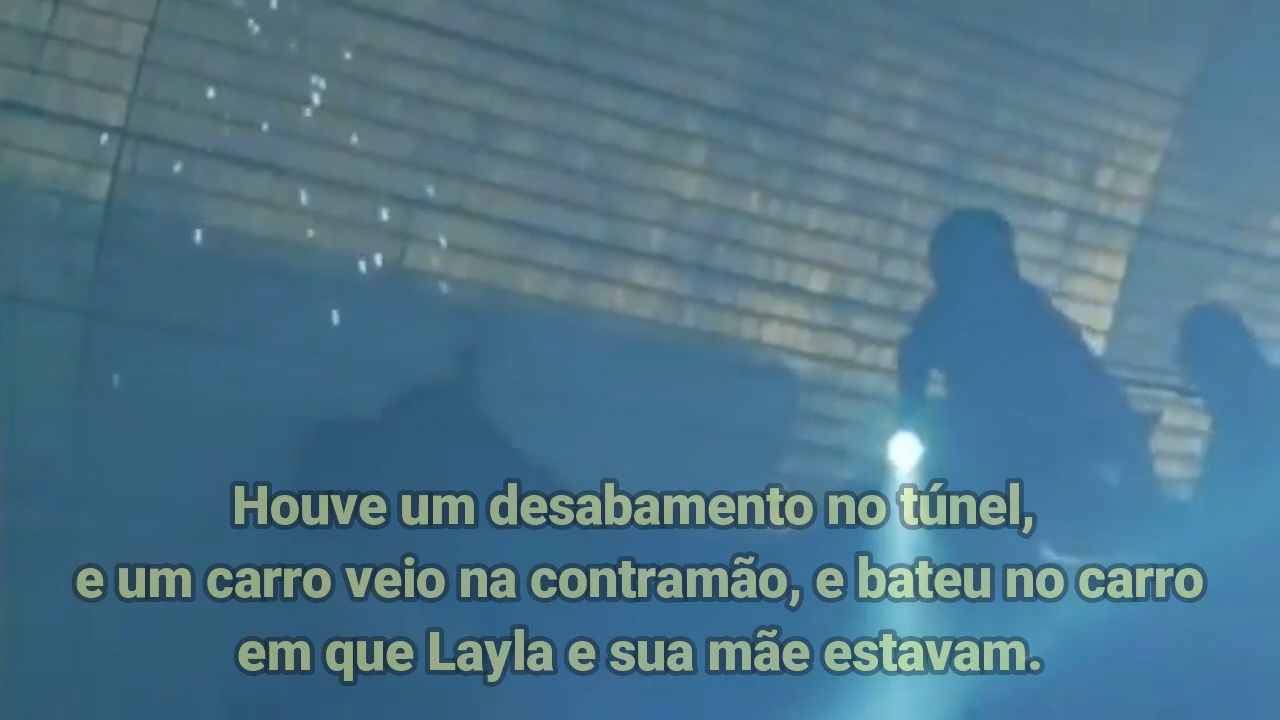 Houve um desabamento no túnel,
e um carro veio na contramão, e bateu no carro
em que Layla e sua mãe estavam.